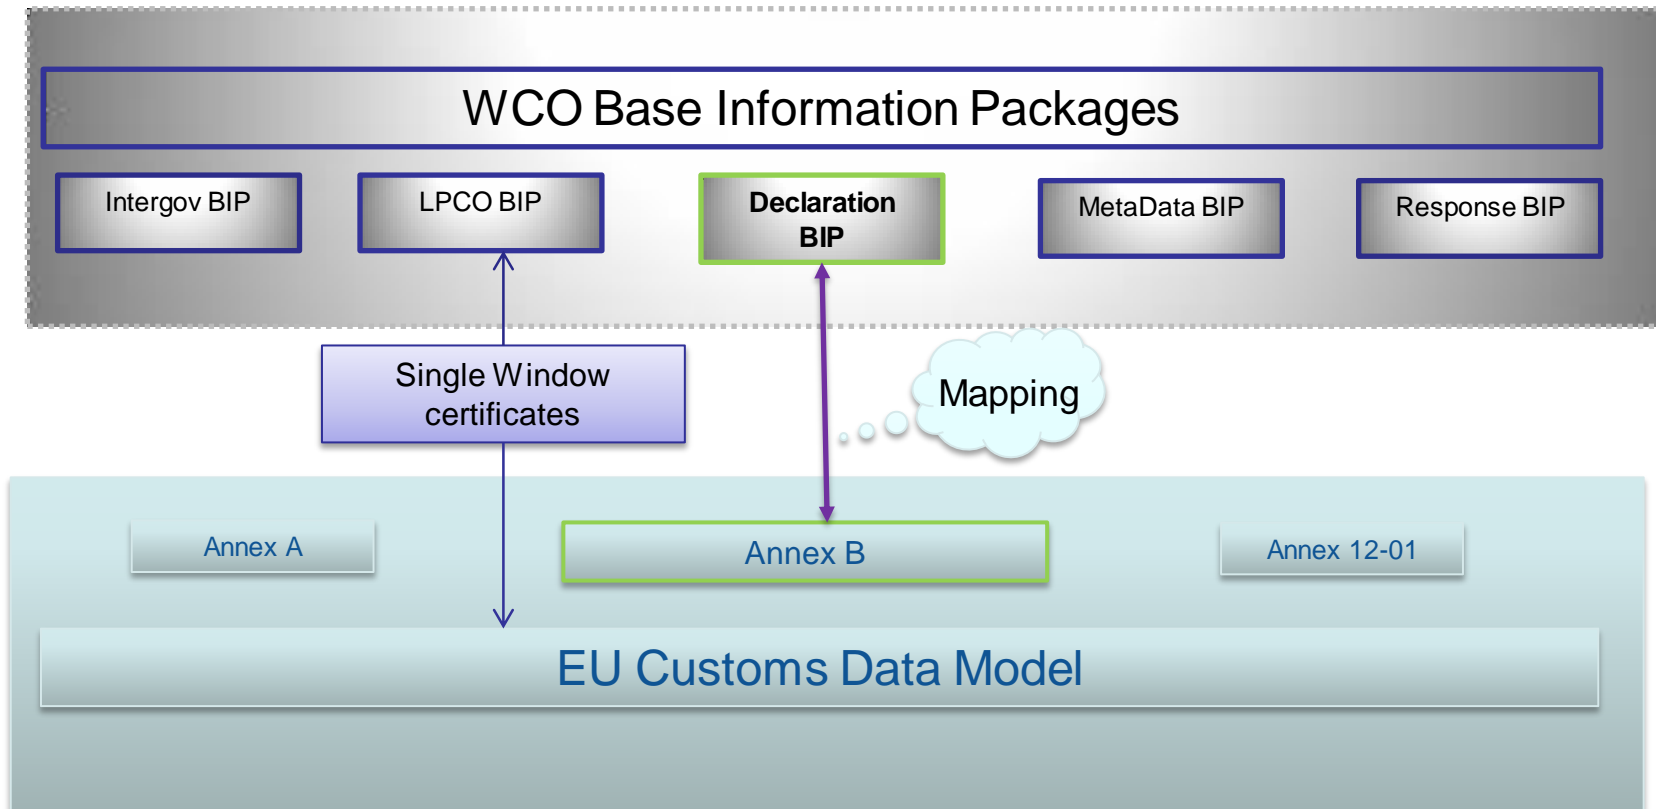 WCO Base Information Packages
Intergov BIP
LPCO BIP
Declaration
BIP
MetaData BIP
Response BIP
Single Window
certificates
Mapping
Annex A
Annex B
Annex 12-01
EU Customs Data Model